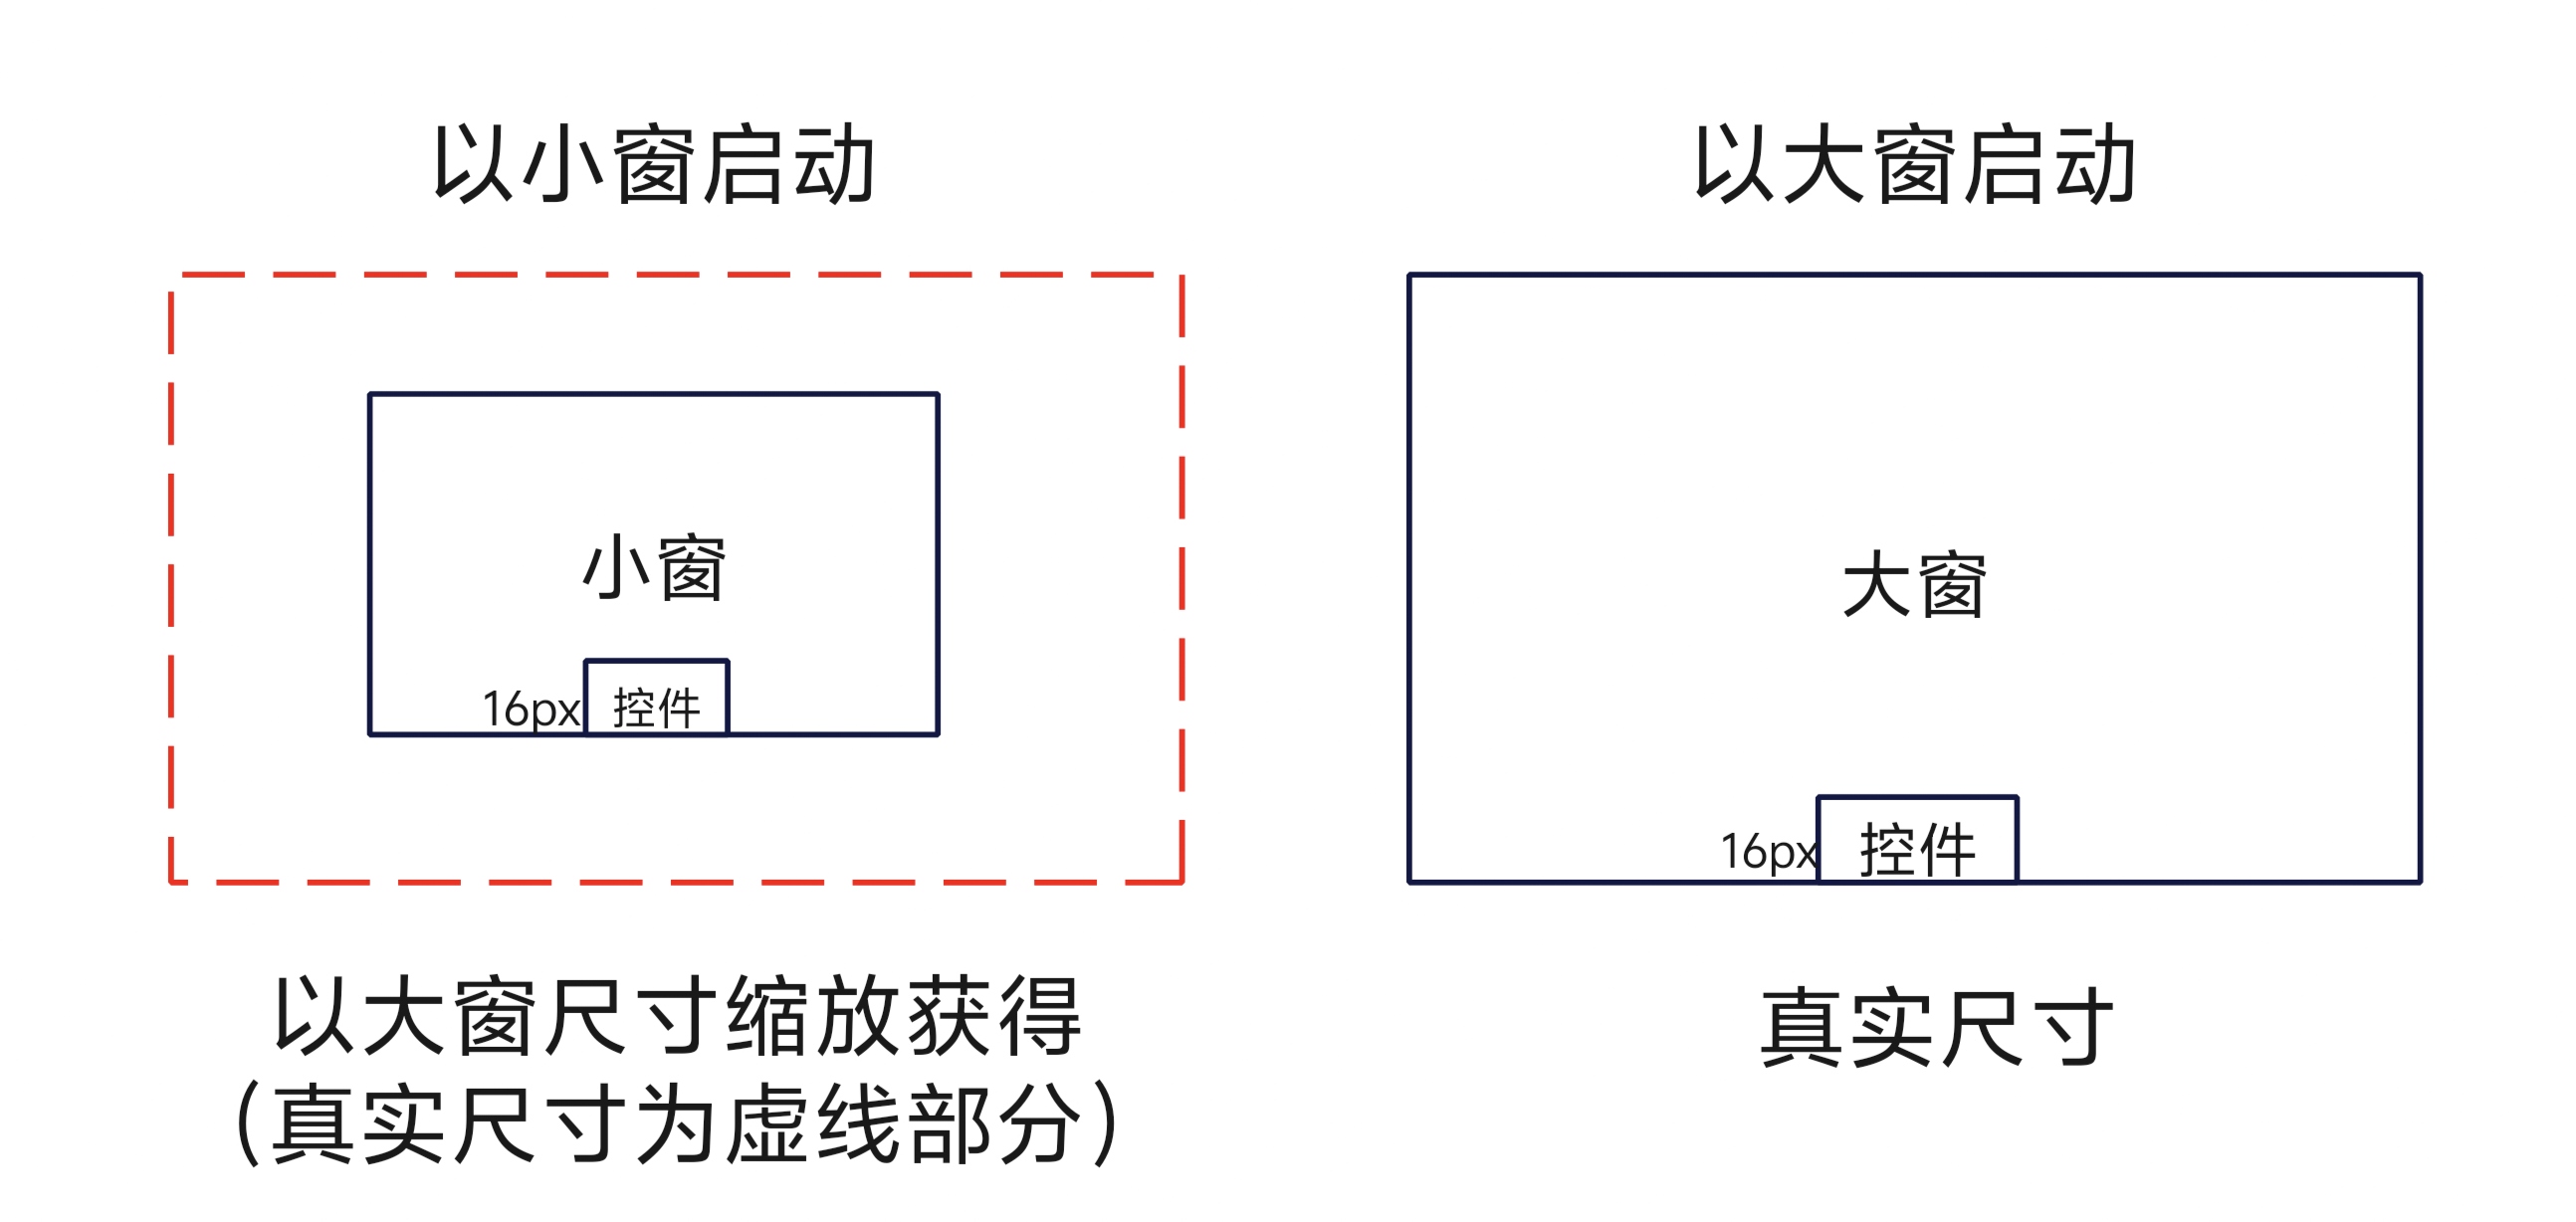 以小窗启动
以大窗启动
小窗
大窗
16px
控件
16px
控件
以大窗尺寸缩放获得
(真实尺寸为虚线部分)
真实尺寸